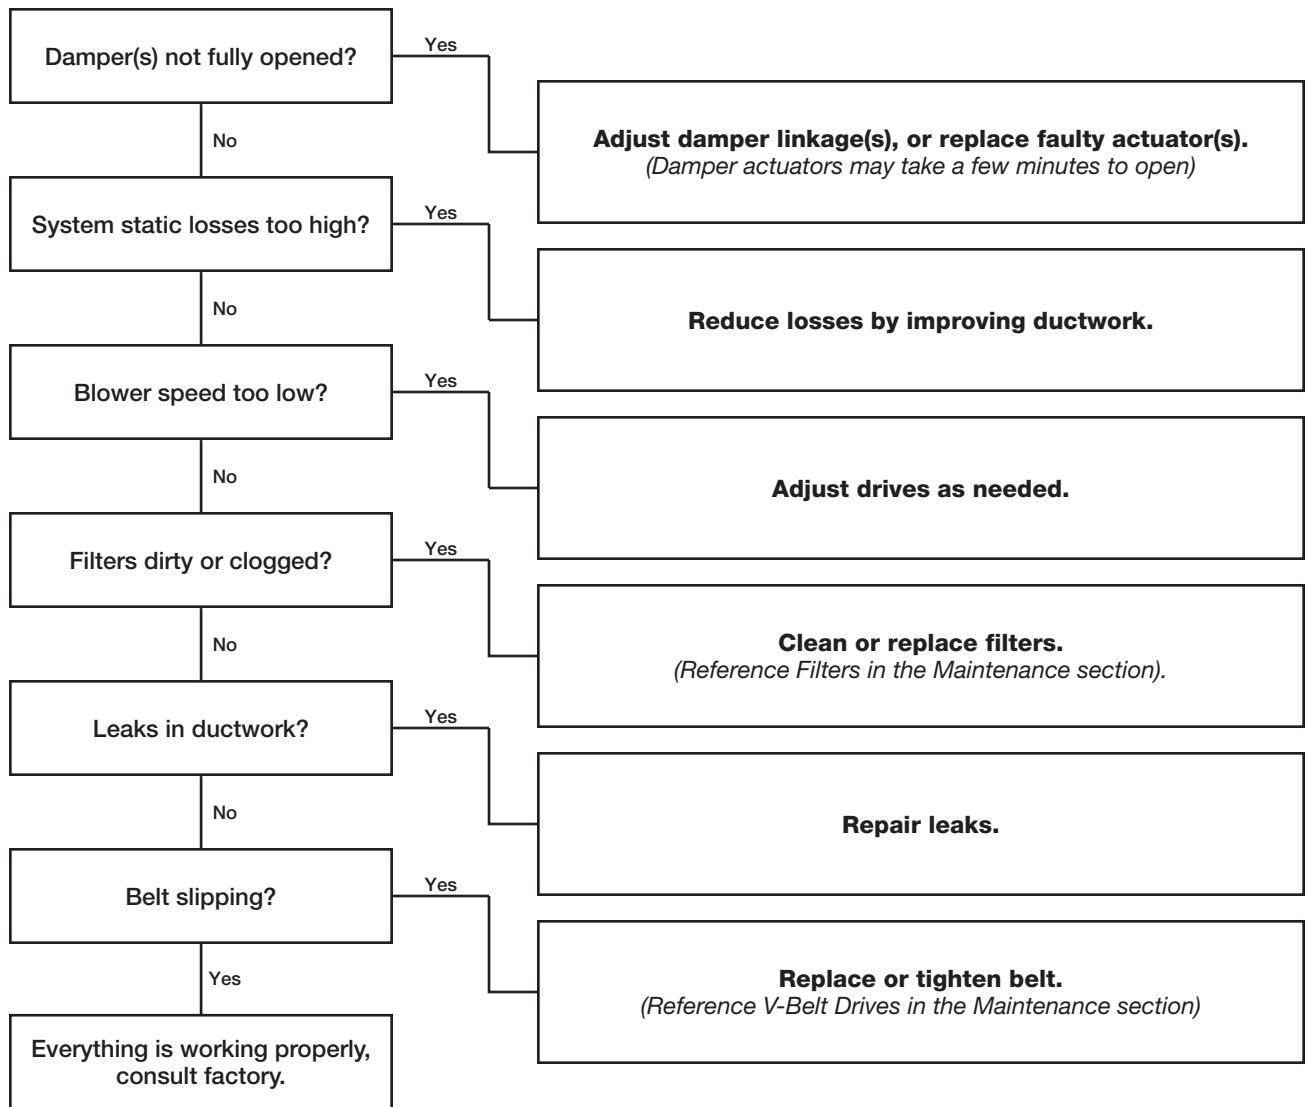 Damper(s) not fully opened?
Yes
Adjust damper linkage(s), or replace faulty actuator(s).
(Damper actuators may take a few minutes to open)
No
System static losses too high?
Yes
Reduce losses by improving ductwork.
No
Blower speed too low?
Yes
Adjust drives as needed.
No
Filters dirty or clogged?
Yes
Clean or replace filters.
(Reference Filters in the Maintenance section).
No
Leaks in ductwork?
Yes
Repair leaks.
No
Belt slipping?
Yes
Replace or tighten belt.
(Reference V-Belt Drives in the Maintenance section)
Yes
Everything is working properly,
consult factory.